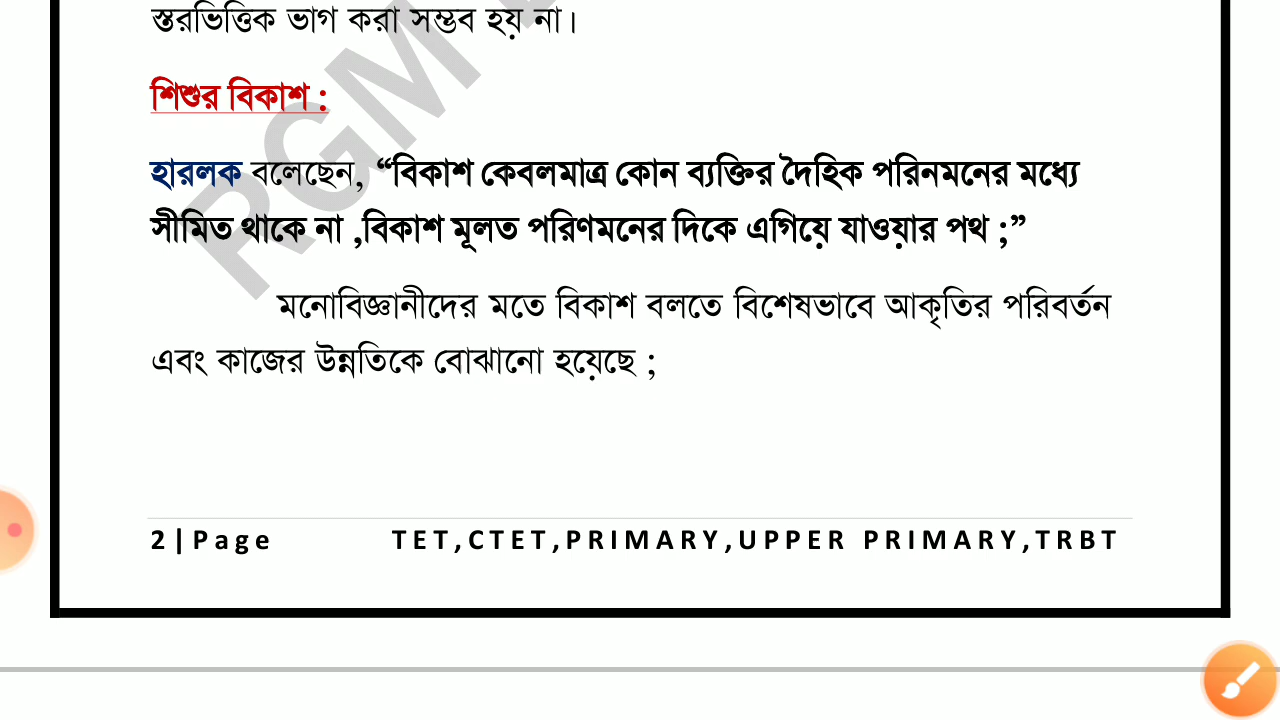 স্তরভিত্তিক ভাগ করা সম্ভব হয় না।
শিশুর বিকাশ :
হারলক বলেছেন, “বিকাশ কেবলমাত্র কোন ব্যক্তির দৈহিক পরিনমনের মধ্যে
সীমিত থাকে না ,বিকাশ মূলত পরিণমনের দিকে এগিয়ে যাওয়ার পথ ;”
মনোবিজ্ঞানীদের মতে বিকাশ বলতে বিশেষভাবে আকৃতির পরিবর্তন
এবং কাজের উন্নতিকে বোঝানো হয়েছে ;
RGM
2|Page TET,CTET,PRIMARY,UPPER PRIMARY,TRBT